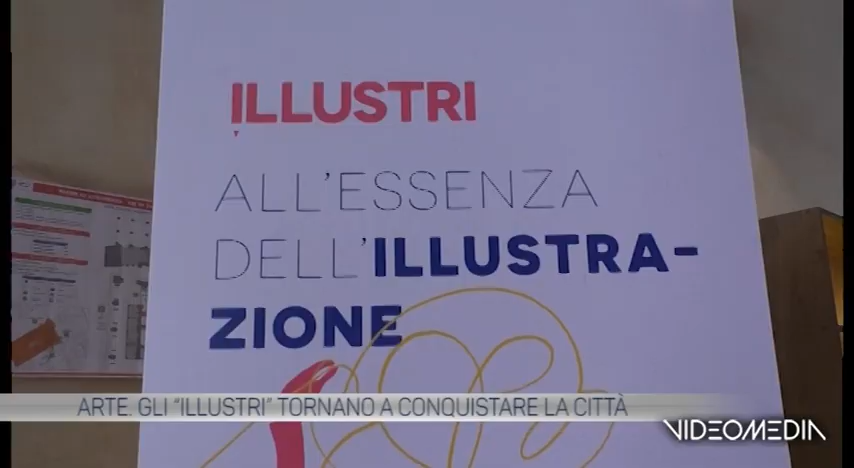 ILLUSTRI
ALL'ESSENZA
DELL'ILLUSTRA-
ZIONE
ARTE. GLI "ILLUSTRI" TORNANO A CONQUISTARE LA CITTÀ
VIDEOMEDIA